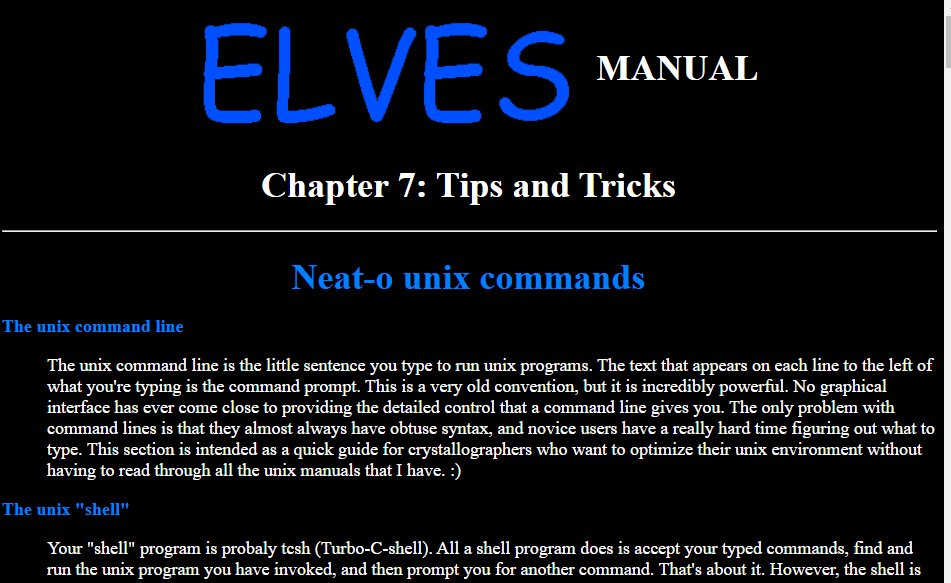 ELVES MANUAL
Chapter 7: Tips and Tricks
Neat-o unix commands
The unix command line
The unix command line is the little sentence you type to run unix programs. The text that appears on each line to the left of
what you're typing is the command prompt. This is a very old convention, but it is incredibly powerful. No graphical
interface has ever come close to providing the detailed control that a command line gives you. The only problem with
command lines is that they almost always have obtuse syntax, and novice users have a really hard time figuring out what to
type. This section is intended as a quick guide for crystallographers who want to optimize their unix environment without
having to read through all the unix manuals that I have. :)
The unix "shell"
Your "shell" program is probaly tcsh (Turbo-C-shell). All a shell program does is accept your typed commands, find and
run the unix program you have invoked, and then prompt you for another command. That's about it. However, the shell is